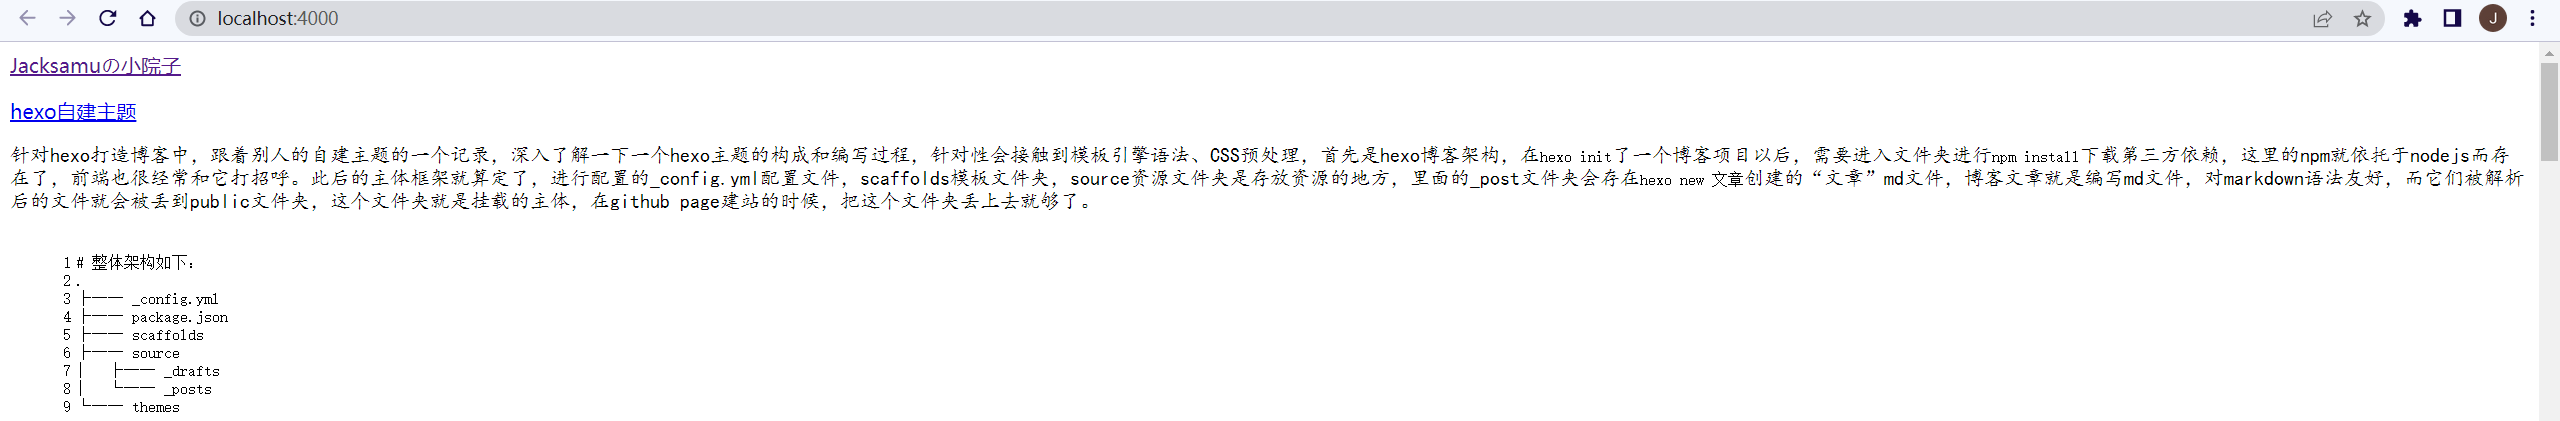 localhost:4000
J
Jacksamuの小院子
hexo自建主题
针对hexo打造博客中，跟着别人的自建主题的一个记录，深入了解一下一个hexo主题的构成和编写过程，针对性会接触到模板引擎语法、CSS预处理，首先是hexo博客架构，在hexo init了一个博客项目以后，需要进入文件夹进行npm install下载第三方依赖，这里的npm就依托于nodejs而存
在了，前端也很经常和它打招呼。此后的主体框架就算定了，进行配置的_config.yml配置文件，scaffolds模板文件夹，source资源文件夹是存放资源的地方，里面的_post文件夹会存在hexo new 文章创建的“文章”md文件，博客文章就是编写md文件，对markdown语法友好，而它们被解析
后的文件就会被丢到public文件夹，这个文件夹就是挂载的主体，在github page建站的时候，把这个文件夹丢上去就够了。
1 # 整体架构如下：
2 .
3 ├── _config.yml
4 ├── package.json
5 ├── scaffolds
6 ├── source
7 │   ├── _drafts
8 │   └── _posts
9 └── themes